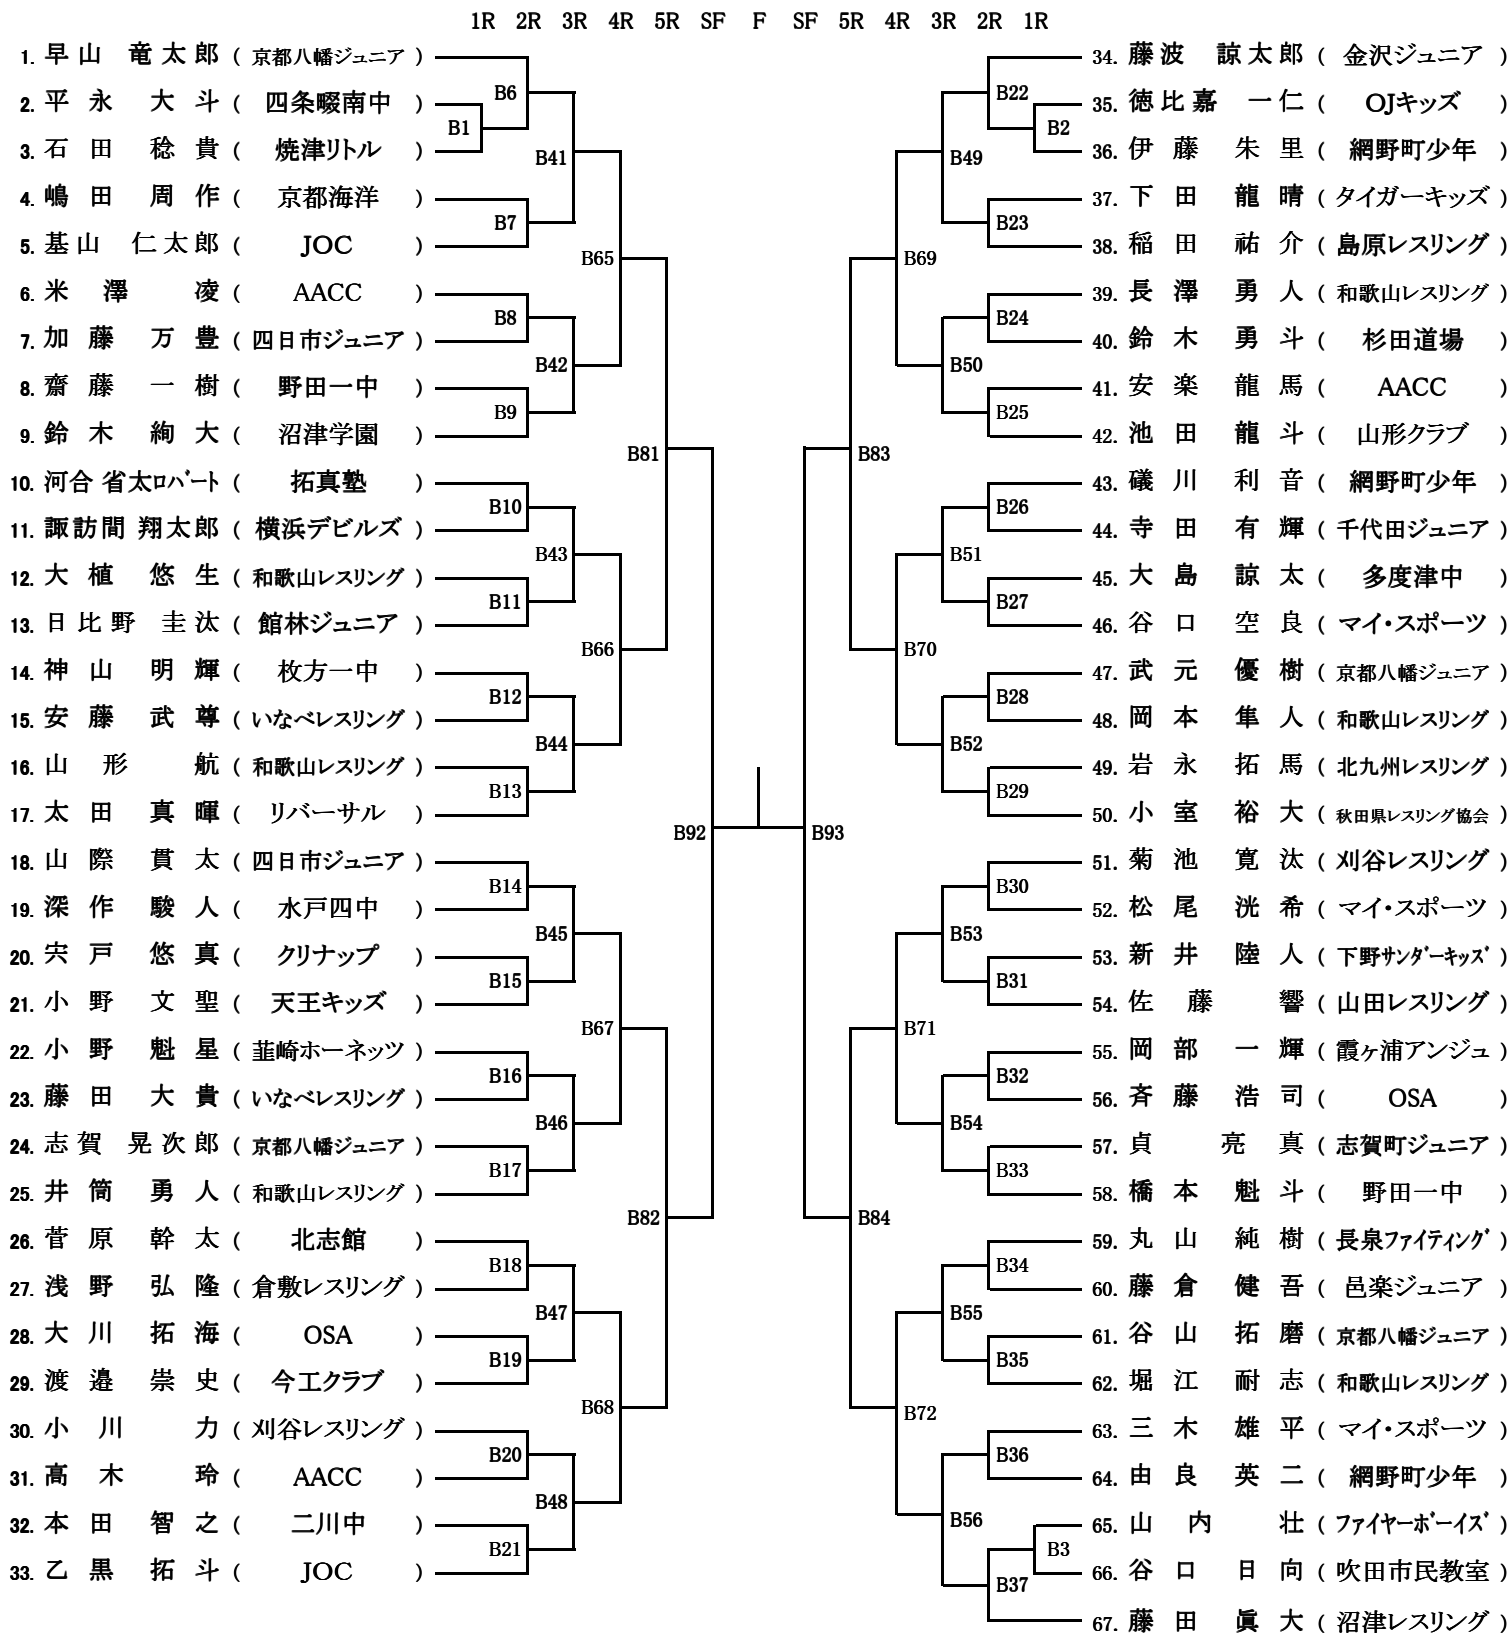 1R 2R 3R 4R 5R SF F SF 5R 4R 3R 2R 1R
1. 早山 竜太郎 ( 京都八幡ジュニア )
2. 平永 大斗 ( 四条畷南中 )
3. 石田 稔貴 ( 焼津リトル )
4. 嶋田 周作 ( 京都海洋 )
5. 基山 仁太郎 ( JOC )
6. 米澤 凌 ( AACC )
7. 加藤 万豊 ( 四日市ジュニア )
8. 齋藤 一樹 ( 野田一中 )
9. 鈴木 絢大 ( 沼津学園 )
10. 河合 省太ロバート ( 拓真塾 )
11. 諏訪間 翔太郎 ( 横浜デビルズ )
12. 大植 悠生 ( 和歌山レスリング )
13. 日比野 圭汰 ( 館林ジュニア )
14. 神山 明輝 ( 枚方一中 )
15. 安藤 武尊 ( いなべレスリング )
16. 山形 航 ( 和歌山レスリング )
17. 太田 真暉 ( リバーサル )
18. 山際 貫太 ( 四日市ジュニア )
19. 深作 駿人 ( 水戸四中 )
20. 宍戸 悠真 ( クリナップ )
21. 小野 文聖 ( 天王キッズ )
22. 小野 魁星 ( 韮崎ホーネッツ )
23. 藤田 大貴 ( いなべレスリング )
24. 志賀 晃次郎 ( 京都八幡ジュニア )
25. 井筒 勇人 ( 和歌山レスリング )
26. 菅原 幹太 ( 北志館 )
27. 浅野 弘隆 ( 倉敷レスリング )
28. 大川 拓海 ( OSA )
29. 渡邉 崇史 ( 今工クラブ )
30. 小川 力 ( 刈谷レスリング )
31. 高木 玲 ( AACC )
32. 本田 智之 ( 二川中 )
33. 乙黒 拓斗 ( JOC )
B1
B6
B7
B8
B9
B10
B11
B12
B13
B14
B15
B16
B17
B18
B19
B20
B21
B41
B42
B43
B44
B45
B46
B47
B48
B65
B66
B67
B68
B81
B82
B92
B93
B83
B84
B69
B70
B71
B72
B49
B50
B51
B52
B53
B54
B55
B56
B22
B23
B24
B25
B26
B27
B28
B29
B30
B31
B32
B33
B34
B35
B36
B37
B2
B3
34. 藤波 諒太郎 ( 金沢ジュニア )
35. 徳比嘉 一仁 ( OJキッズ )
36. 伊藤 朱里 ( 網野町少年 )
37. 下田 龍晴 ( タイガーキッズ )
38. 稲田 祐介 ( 島原レスリング )
39. 長澤 勇人 ( 和歌山レスリング )
40. 鈴木 勇斗 ( 杉田道場 )
41. 安楽 龍馬 ( AACC )
42. 池田 龍斗 ( 山形クラブ )
43. 礒川 利音 ( 網野町少年 )
44. 寺田 有輝 ( 千代田ジュニア )
45. 大島 諒太 ( 多度津中 )
46. 谷口 空良 ( マイ・スポーツ )
47. 武元 優樹 ( 京都八幡ジュニア )
48. 岡本 隼人 ( 和歌山レスリング )
49. 岩永 拓馬 ( 北九州レスリング )
50. 小室 裕大 ( 秋田県レスリング協会 )
51. 菊池 寛汰 ( 刈谷レスリング )
52. 松尾 洸希 ( マイ・スポーツ )
53. 新井 陸人 ( 下野サンダーキッズ )
54. 佐藤 響 ( 山田レスリング )
55. 岡部 一輝 ( 霞ヶ浦アンジュ )
56. 斉藤 浩司 ( OSA )
57. 貞 亮真 ( 志賀町ジュニア )
58. 橋本 魁斗 ( 野田一中 )
59. 丸山 純樹 ( 長泉ファイティング )
60. 藤倉 健吾 ( 邑楽ジュニア )
61. 谷山 拓磨 ( 京都八幡ジュニア )
62. 堀江 耐志 ( 和歌山レスリング )
63. 三木 雄平 ( マイ・スポーツ )
64. 由良 英二 ( 網野町少年 )
65. 山内 壮 ( ファイヤーボーイズ )
66. 谷口 日向 ( 吹田市民教室 )
67. 藤田 眞大 ( 沼津レスリング )